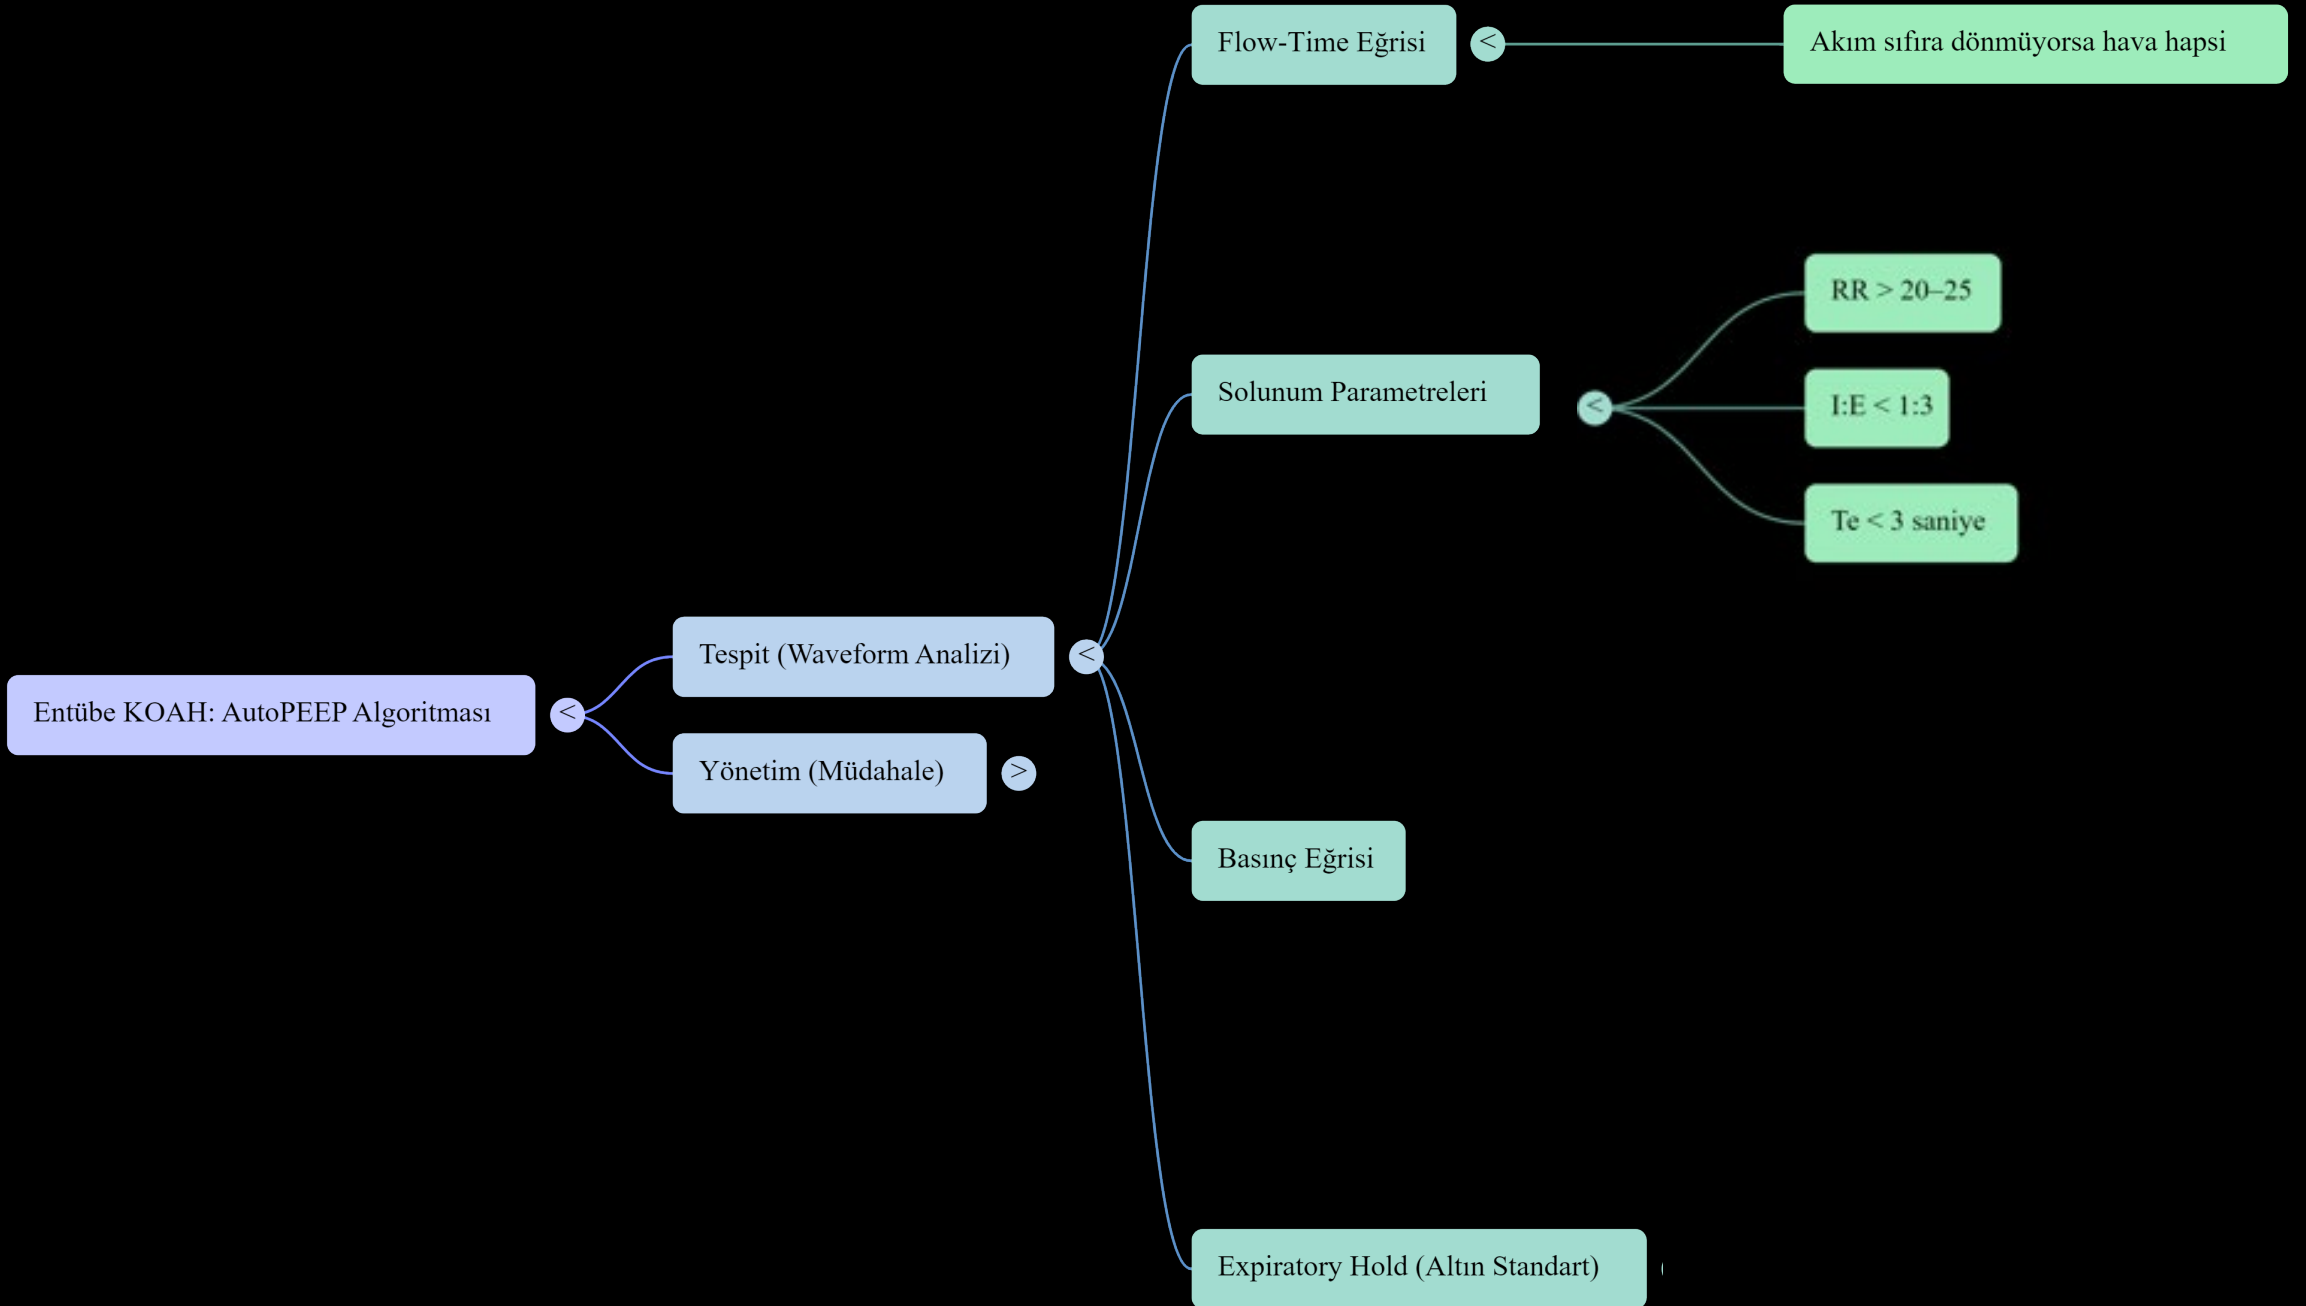 Entübe KOAH: AutoPEEP Algoritması
<
Tespit (Waveform Analizi)
<
Flow-Time Eğrisi
<
Akım sıfıra dönmüyorsa hava hapsi
Solunum Parametreleri
<
RR > 20–25
I:E < 1:3
Te < 3 saniye
Basınç Eğrisi
Expiratory Hold (Altın Standart)
Yönetim (Müdahale)
>